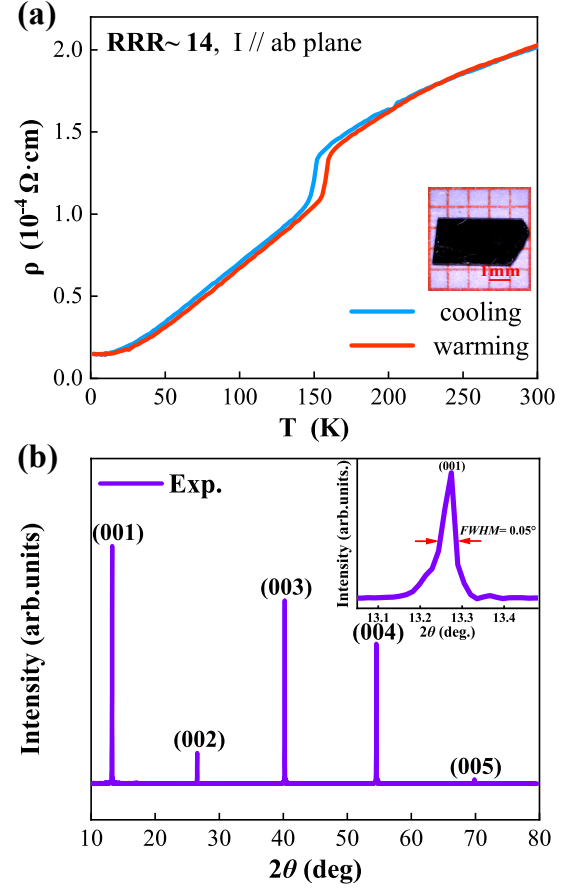 (a)
RRR~ 14, I // ab plane
2.0
1.5
1.0
0.5
0.0
ρ (10⁻⁴ Ω·cm)
1mm
cooling
warming
0 50 100 150 200 250 300
T (K)
(b)
Exp.
(001)
(002)
(003)
(004)
(005)
Intensity (arb.units)
10 20 30 40 50 60 70 80
2θ (deg)
(001)
FWHM= 0.05°
Intensity (arb.units.)
13.1 13.2 13.3 13.4
2θ (deg.)